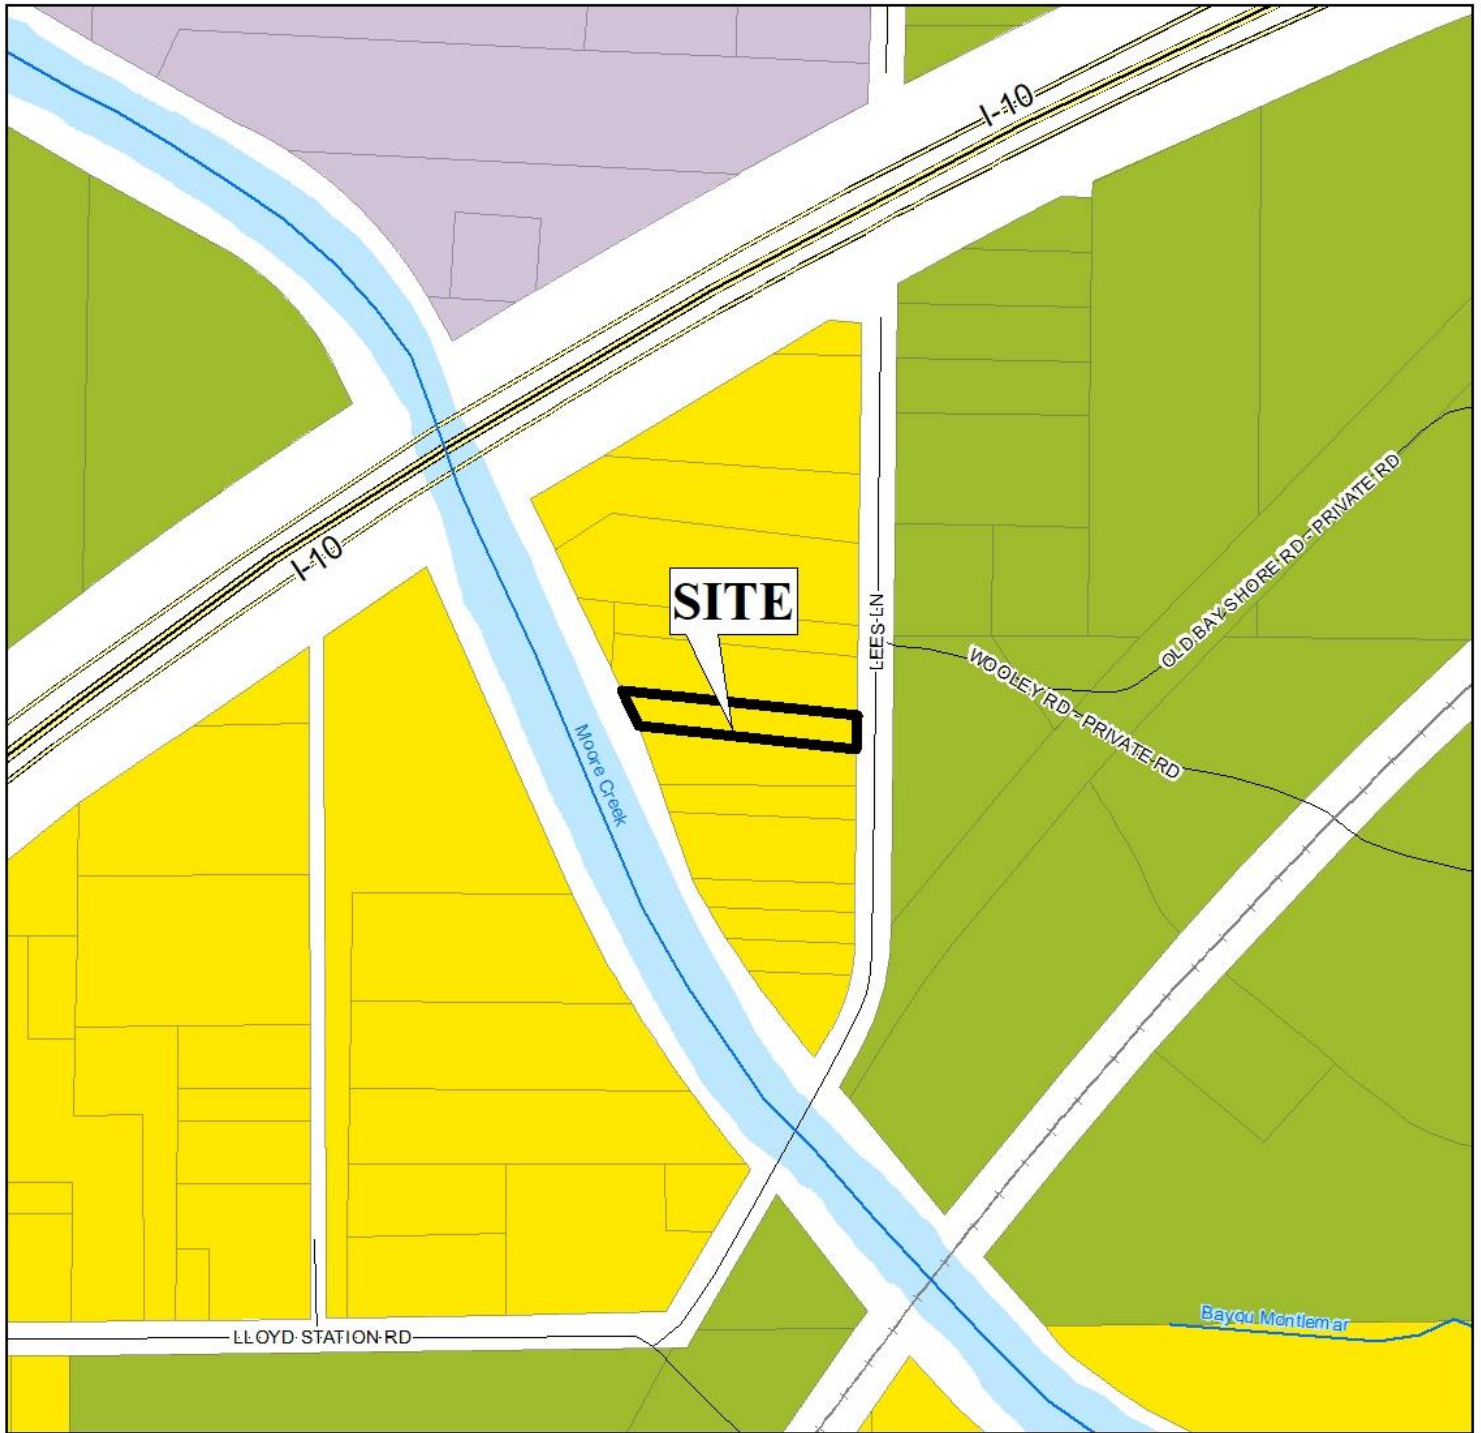 I-10
I-10
SITE
LEES LN
OLD BAY SHORE RD - PRIVATE RD
WOOLEY RD - PRIVATE RD
Moore Creek
Bayou Montlemar
LLOYD STATION RD